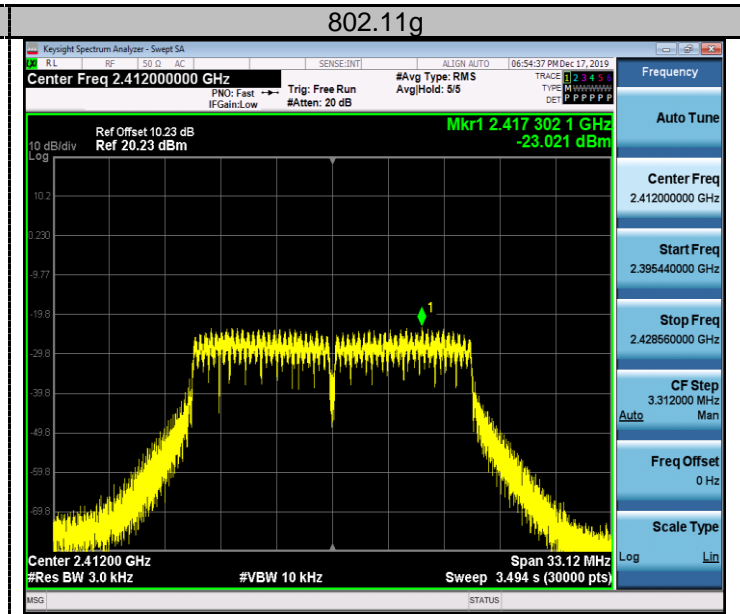 802.11g
Keysight Spectrum Analyzer - Swept SA
RL RF 50 Ω AC SENSE:INT ALIGN AUTO 06:54:37 PM Dec 17, 2019
Center Freq 2.412000000 GHz
PNO: Fast
IFGain:Low
Trig: Free Run
#Atten: 20 dB
#Avg Type: RMS
Avg|Hold: 5/5
TRACE 1 2 3 4 5 6
TYPE M WWWWW
DET P P P P P P
Frequency
Ref Offset 10.23 dB
10 dB/div Ref 20.23 dBm
Log
Mkr1 2.417 302 1 GHz
-23.021 dBm
10.2
0.230
-9.77
-19.8
-29.8
-39.8
-49.8
-59.8
-69.8
1
Center 2.41200 GHz Span 33.12 MHz
#Res BW 3.0 kHz #VBW 10 kHz Sweep 3.494 s (30000 pts)
Auto Tune
Center Freq
2.412000000 GHz
Start Freq
2.395440000 GHz
Stop Freq
2.428560000 GHz
CF Step
3.312000 MHz
Auto Man
Freq Offset
0 Hz
Scale Type
Log Lin
MSG STATUS